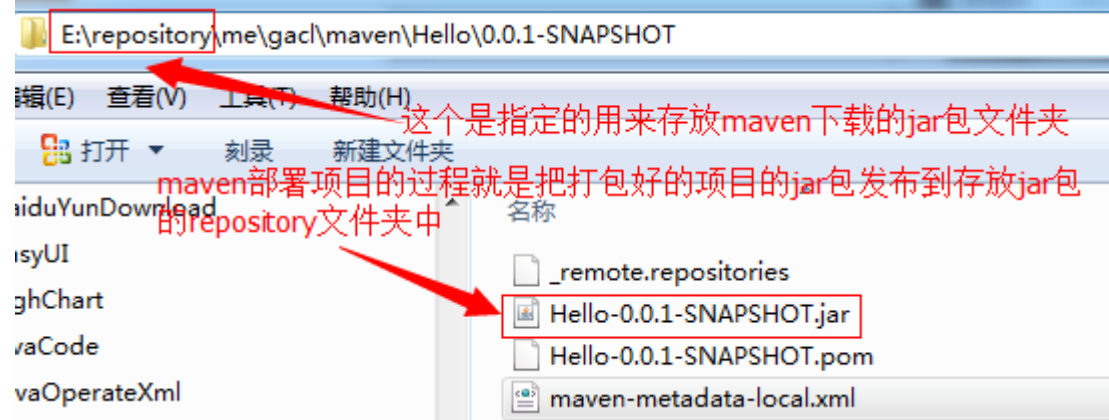 E:\repository\me\gacl\maven\Hello\0.0.1-SNAPSHOT
编辑(E) 查看(V) 工具(T) 帮助(H)
这个是指定的用来存放maven下载的jar包文件夹
打开 刻录 新建文件夹
maven部署项目的过程就是把打包好的项目的jar包发布到存放jar包
的repository文件夹中
aiduYunDownload
名称
asyUI
_remote.repositories
ghChart
Hello-0.0.1-SNAPSHOT.jar
vaCode
Hello-0.0.1-SNAPSHOT.pom
vaOperateXml
maven-metadata-local.xml